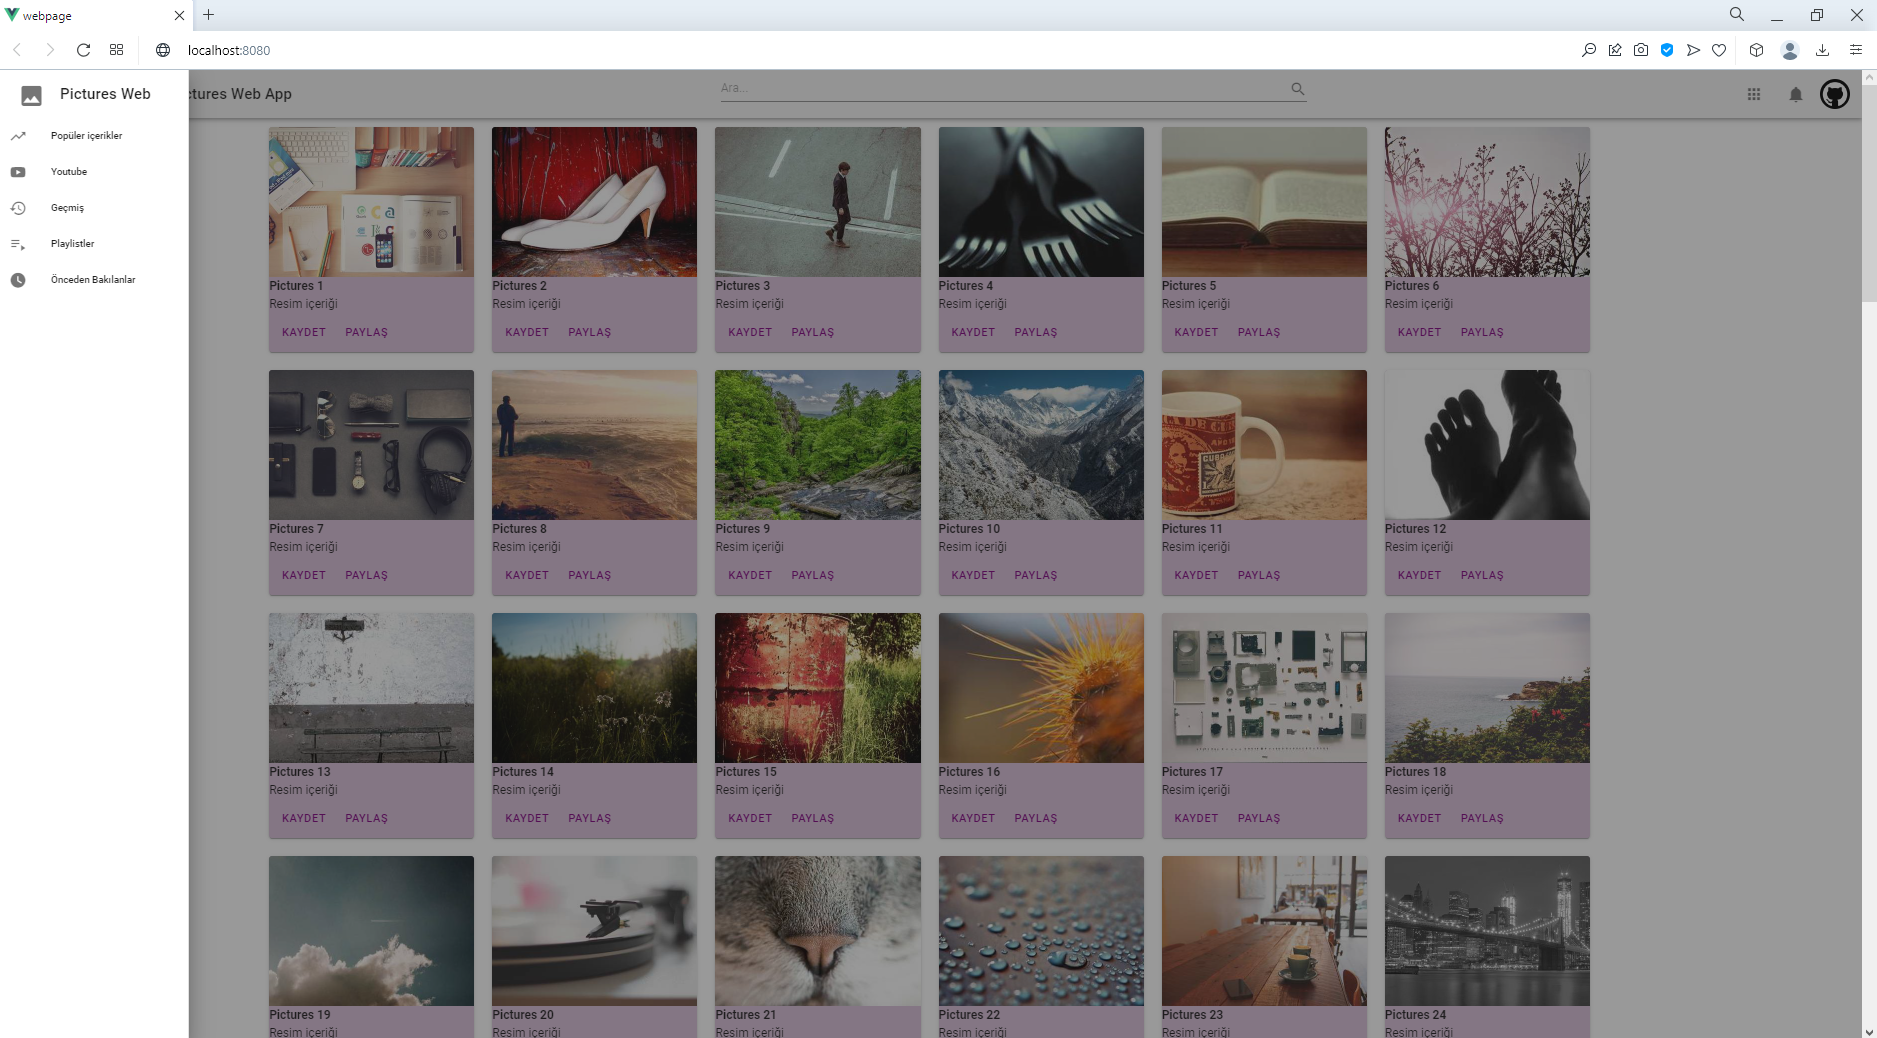 webpage
localhost:8080
Pictures Web
Popüler içerikler
Youtube
Geçmiş
Playlistler
Önceden Bakılanlar
ctures Web App
Ara...
Pictures 1
Resim içeriği
KAYDET PAYLAŞ
Pictures 2
Resim içeriği
KAYDET PAYLAŞ
Pictures 3
Resim içeriği
KAYDET PAYLAŞ
Pictures 4
Resim içeriği
KAYDET PAYLAŞ
Pictures 5
Resim içeriği
KAYDET PAYLAŞ
Pictures 6
Resim içeriği
KAYDET PAYLAŞ
Pictures 7
Resim içeriği
KAYDET PAYLAŞ
Pictures 8
Resim içeriği
KAYDET PAYLAŞ
Pictures 9
Resim içeriği
KAYDET PAYLAŞ
Pictures 10
Resim içeriği
KAYDET PAYLAŞ
Pictures 11
Resim içeriği
KAYDET PAYLAŞ
Pictures 12
Resim içeriği
KAYDET PAYLAŞ
Pictures 13
Resim içeriği
KAYDET PAYLAŞ
Pictures 14
Resim içeriği
KAYDET PAYLAŞ
Pictures 15
Resim içeriği
KAYDET PAYLAŞ
Pictures 16
Resim içeriği
KAYDET PAYLAŞ
Pictures 17
Resim içeriği
KAYDET PAYLAŞ
Pictures 18
Resim içeriği
KAYDET PAYLAŞ
Pictures 19
Resim içeriği
Pictures 20
Resim içeriği
Pictures 21
Resim içeriği
Pictures 22
Resim içeriği
Pictures 23
Resim içeriği
Pictures 24
Resim içeriği